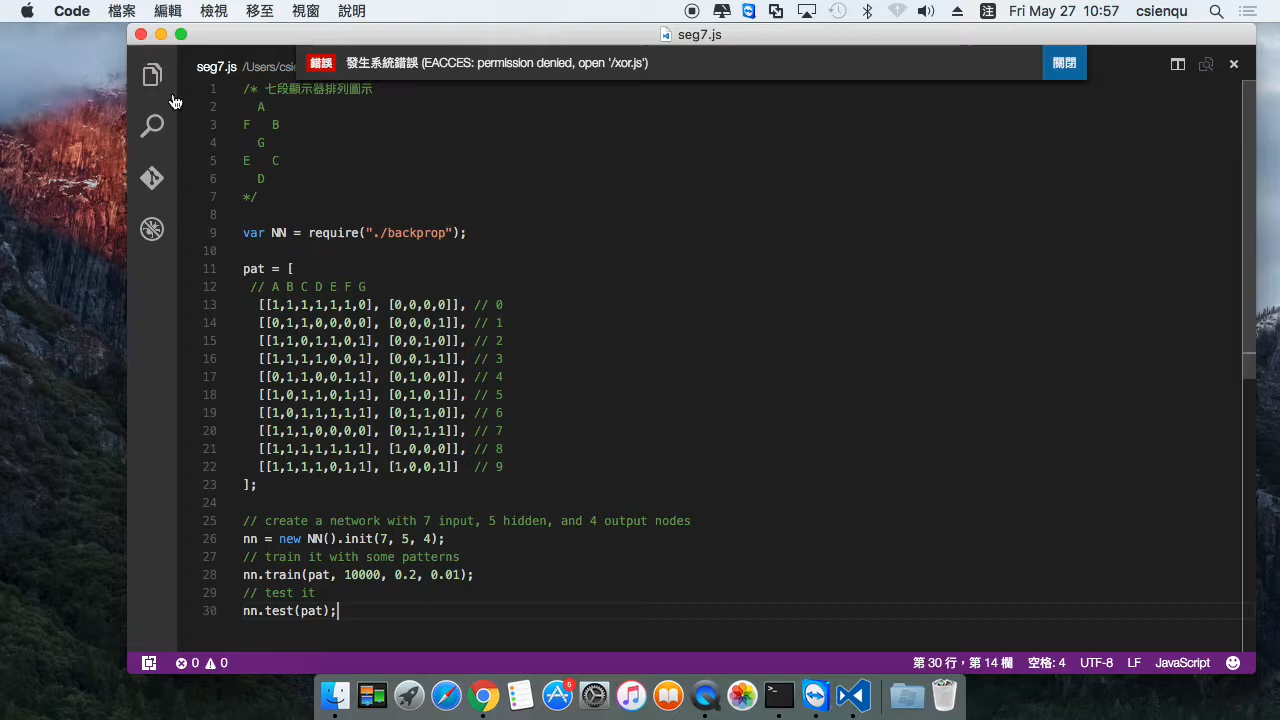 Code 檔案 編輯 檢視 移至 視窗 說明 注 Fri May 27 10:57 csienqu
seg7.js
錯誤 發生系統錯誤 (EACCES: permission denied, open '/xor.js') 關閉
seg7.js /Users/csie
1 /* 七段顯示器排列圖示
2 A
3 F B
4 G
5 E C
6 D
7 */
8
9 var NN = require("./backprop");
10
11 pat = [
12 // A B C D E F G
13 [[1,1,1,1,1,1,0], [0,0,0,0]], // 0
14 [[0,1,1,0,0,0,0], [0,0,0,1]], // 1
15 [[1,1,0,1,1,0,1], [0,0,1,0]], // 2
16 [[1,1,1,1,0,0,1], [0,0,1,1]], // 3
17 [[0,1,1,0,0,1,1], [0,1,0,0]], // 4
18 [[1,0,1,1,0,1,1], [0,1,0,1]], // 5
19 [[1,0,1,1,1,1,1], [0,1,1,0]], // 6
20 [[1,1,1,0,0,0,0], [0,1,1,1]], // 7
21 [[1,1,1,1,1,1,1], [1,0,0,0]], // 8
22 [[1,1,1,1,0,1,1], [1,0,0,1]] // 9
23 ];
24
25 // create a network with 7 input, 5 hidden, and 4 output nodes
26 nn = new NN().init(7, 5, 4);
27 // train it with some patterns
28 nn.train(pat, 10000, 0.2, 0.01);
29 // test it
30 nn.test(pat);
0 0 第 30 行，第 14 欄 空格: 4 UTF-8 LF JavaScript
6